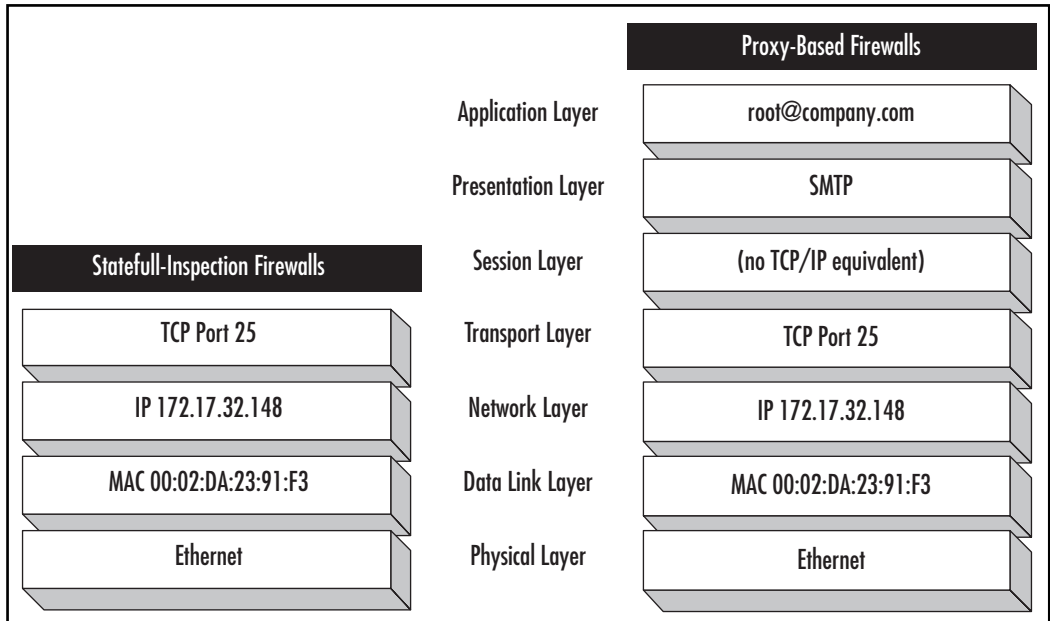 Proxy-Based Firewalls
Application Layer
root@company.com
Presentation Layer
SMTP
Statefull-Inspection Firewalls
Session Layer
(no TCP/IP equivalent)
TCP Port 25
Transport Layer
TCP Port 25
IP 172.17.32.148
Network Layer
IP 172.17.32.148
MAC 00:02:DA:23:91:F3
Data Link Layer
MAC 00:02:DA:23:91:F3
Ethernet
Physical Layer
Ethernet